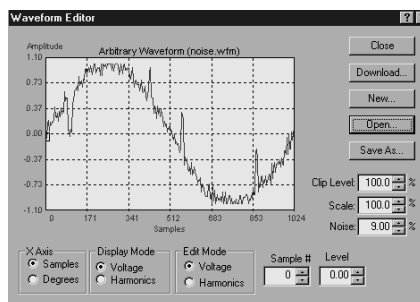 Waveform Editor
Amplitude
Arbitrary Waveform (noise.wfm)
1.10
0.73
0.37
0.00
-0.37
-0.73
-1.10
0 171 341 512 683 853 1024
Samples
Close
Download...
New...
Open...
Save As...
Clip Level: 100.0 %
Scale: 100.0 %
Noise: 9.00 %
X Axis
Samples
Degrees
Display Mode
Voltage
Harmonics
Edit Mode
Voltage
Harmonics
Sample # Level
0 0.00